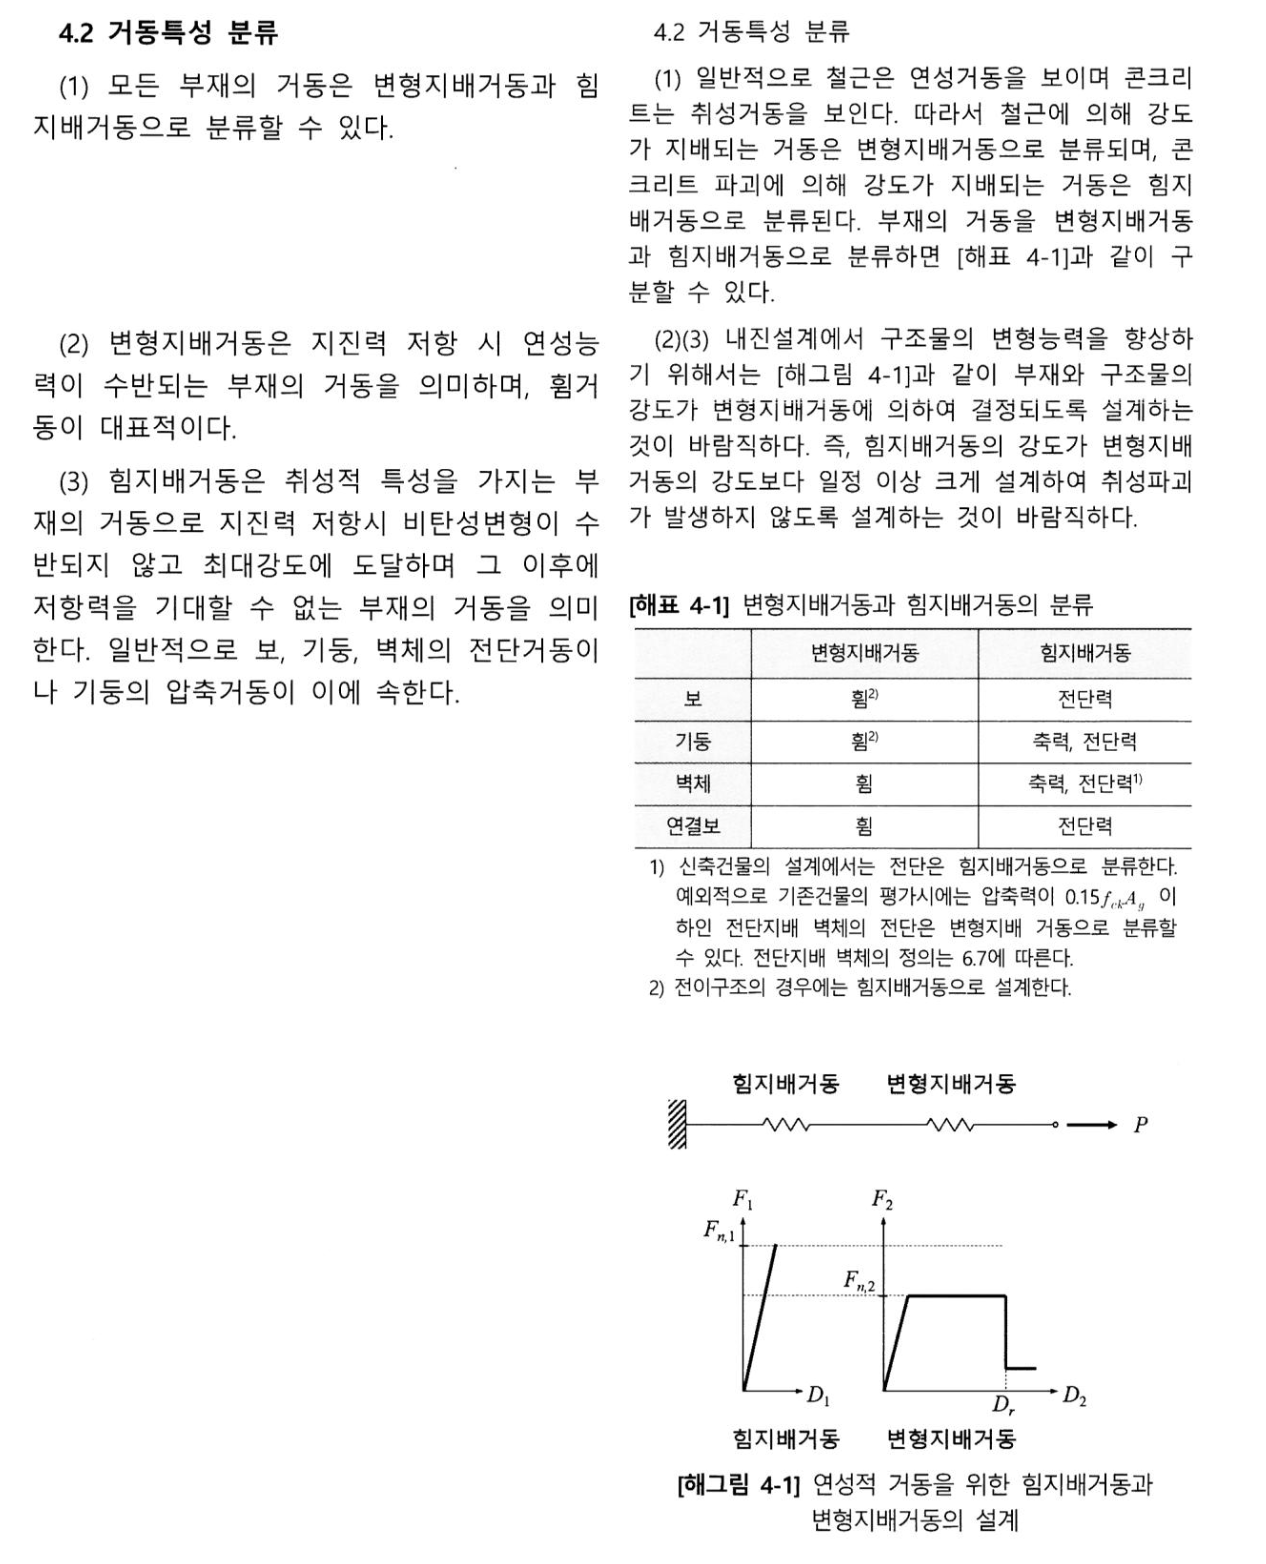 4.2 거동특성 분류
(1) 모든 부재의 거동은 변형지배거동과 힘
지배거동으로 분류할 수 있다.
(2) 변형지배거동은 지진력 저항 시 연성능
력이 수반되는 부재의 거동을 의미하며, 휨거
동이 대표적이다.
(3) 힘지배거동은 취성적 특성을 가지는 부
재의 거동으로 지진력 저항시 비탄성변형이 수
반되지 않고 최대강도에 도달하며 그 이후에
저항력을 기대할 수 없는 부재의 거동을 의미
한다. 일반적으로 보, 기둥, 벽체의 전단거동이
나 기둥의 압축거동이 이에 속한다.
4.2 거동특성 분류
(1) 일반적으로 철근은 연성거동을 보이며 콘크리
트는 취성거동을 보인다. 따라서 철근에 의해 강도
가 지배되는 거동은 변형지배거동으로 분류되며, 콘
크리트 파괴에 의해 강도가 지배되는 거동은 힘지
배거동으로 분류된다. 부재의 거동을 변형지배거동
과 힘지배거동으로 분류하면 [해표 4-1]과 같이 구
분할 수 있다.
(2)(3) 내진설계에서 구조물의 변형능력을 향상하
기 위해서는 [해그림 4-1]과 같이 부재와 구조물의
강도가 변형지배거동에 의하여 결정되도록 설계하는
것이 바람직하다. 즉, 힘지배거동의 강도가 변형지배
거동의 강도보다 일정 이상 크게 설계하여 취성파괴
가 발생하지 않도록 설계하는 것이 바람직하다.
[해표 4-1] 변형지배거동과 힘지배거동의 분류
변형지배거동 힘지배거동
보 휨2) 전단력
기둥 휨2) 축력, 전단력
벽체 휨 축력, 전단력1)
연결보 휨 전단력
1) 신축건물의 설계에서는 전단은 힘지배거동으로 분류한다.
예외적으로 기존건물의 평가시에는 압축력이 0.15f_ck A_g 이
하인 전단지배 벽체의 전단은 변형지배 거동으로 분류할
수 있다. 전단지배 벽체의 정의는 6.7에 따른다.
2) 전이구조의 경우에는 힘지배거동으로 설계한다.
힘지배거동 변형지배거동
P
F1 F2
Fn,1
Fn,2
D1 Dr D2
힘지배거동 변형지배거동
[해그림 4-1] 연성적 거동을 위한 힘지배거동과
변형지배거동의 설계